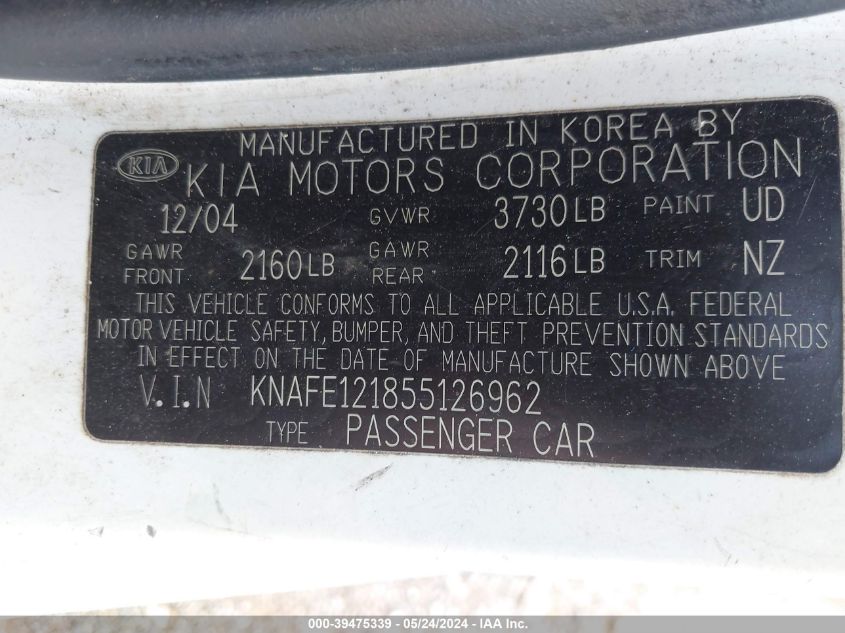 MANUFACTURED IN KOREA BY
KIA KIA MOTORS CORPORATION
12/04 GVWR 3730LB PAINT UD
GAWR FRONT 2160LB GAWR REAR 2116LB TRIM NZ
THIS VEHICLE CONFORMS TO ALL APPLICABLE U.S.A. FEDERAL
MOTOR VEHICLE SAFETY, BUMPER, AND THEFT PREVENTION STANDARDS
IN EFFECT ON THE DATE OF MANUFACTURE SHOWN ABOVE
V.I.N KNAFE121855126962
TYPE PASSENGER CAR
000-39475339 - 05/24/2024 - IAA Inc.